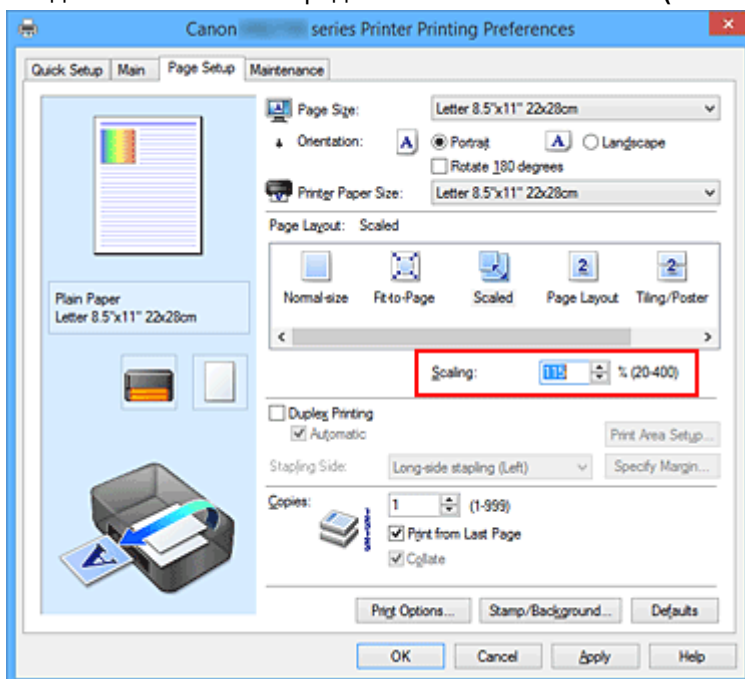 Canon series Printer Printing Preferences
Quick Setup Main Page Setup Maintenance
Page Size: Letter 8.5"x11" 22x28cm
Orientation: A Portrait A Landscape
Rotate 180 degrees
Printer Paper Size: Letter 8.5"x11" 22x28cm
Page Layout: Scaled
Normal-size Fit-to-Page Scaled Page Layout Tiling/Poster
Plain Paper
Letter 8.5"x11" 22x28cm
Scaling: 115 % (20-400)
Duplex Printing
Automatic
Print Area Setup...
Stapling Side: Long-side stapling (Left) Specify Margin...
Copies: 1 (1-999)
Print from Last Page
Collate
Print Options... Stamp/Background... Defaults
OK Cancel Apply Help